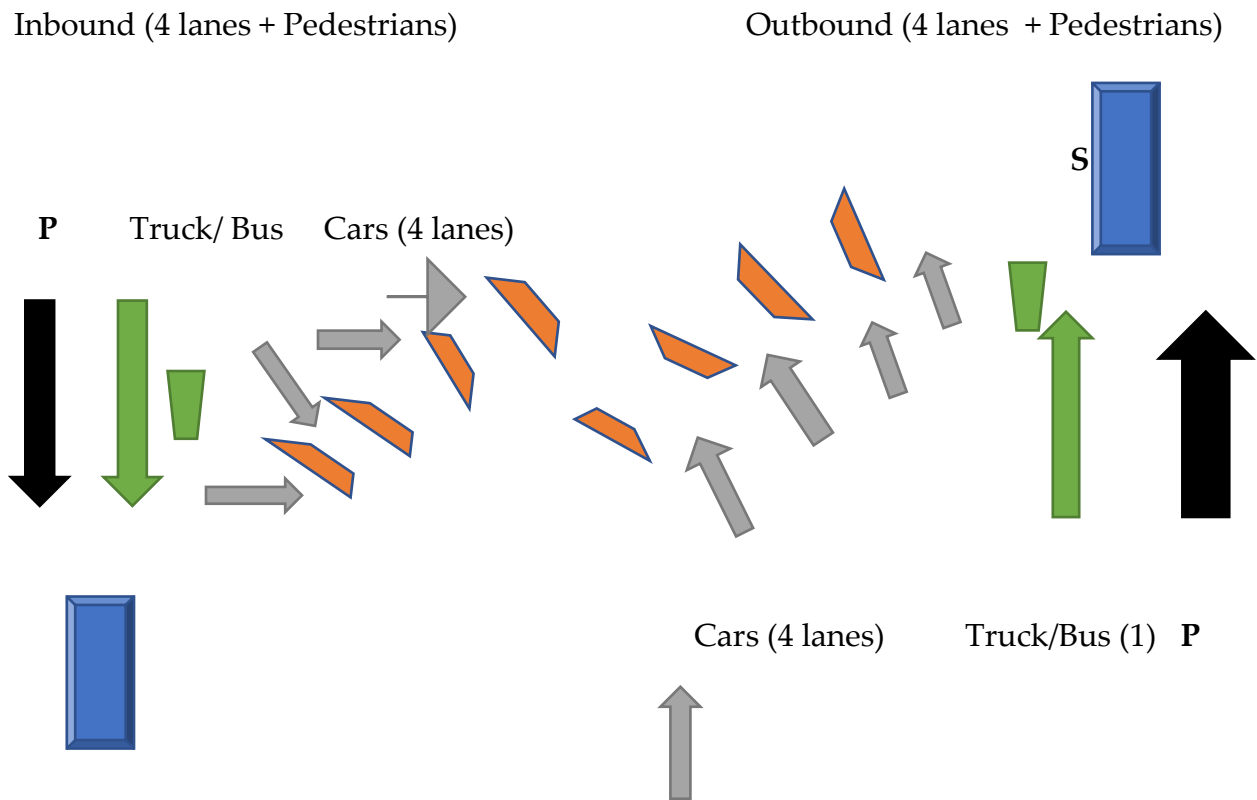 Inbound (4 lanes + Pedestrians)
Outbound (4 lanes + Pedestrians)
S
P
Truck/ Bus
Cars (4 lanes)
Cars (4 lanes)
Truck/Bus (1)
P